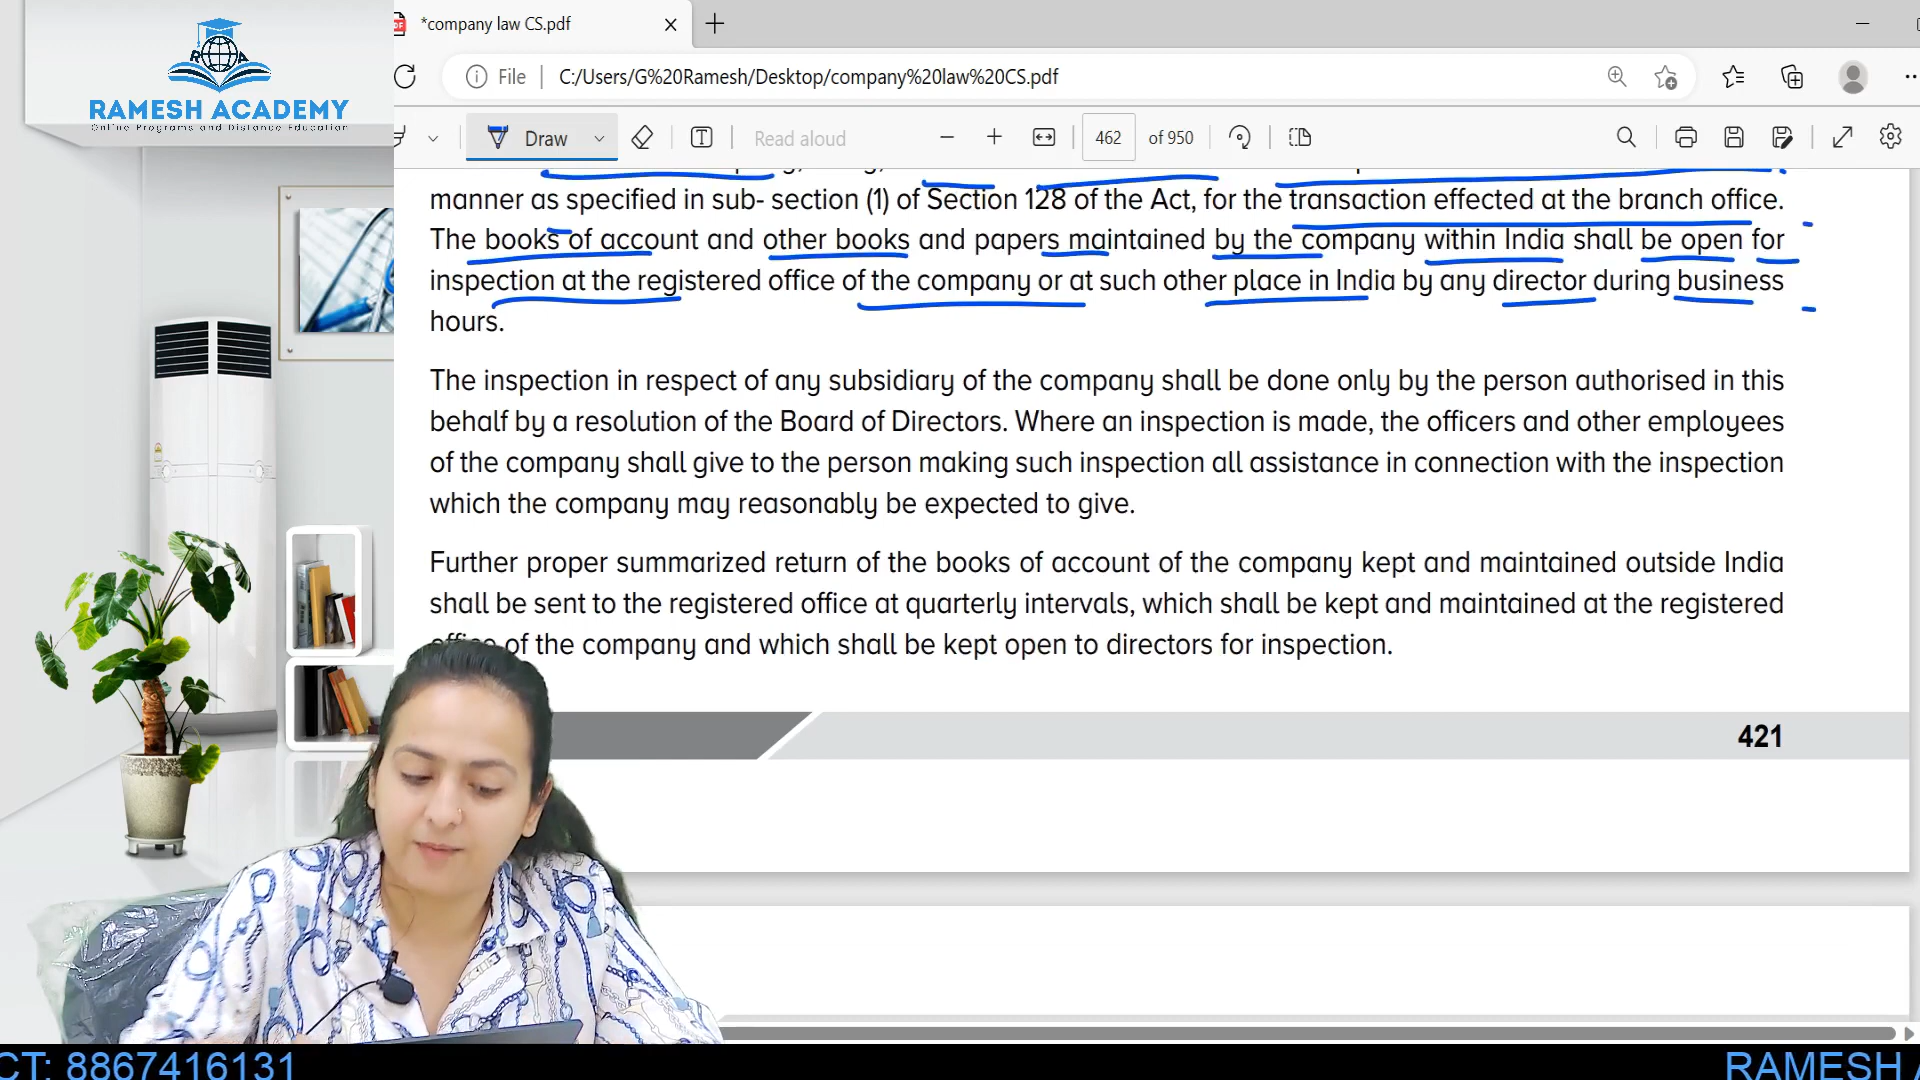 *company law CS.pdf
RAMESH ACADEMY
Online Programs and Distance Education
File
C:/Users/G%20Ramesh/Desktop/company%20law%20CS.pdf
Draw
Read aloud
462
of 950
manner as specified in sub- section (1) of Section 128 of the Act, for the transaction effected at the branch office.
The books of account and other books and papers maintained by the company within India shall be open for
inspection at the registered office of the company or at such other place in India by any director during business
hours.
The inspection in respect of any subsidiary of the company shall be done only by the person authorised in this
behalf by a resolution of the Board of Directors. Where an inspection is made, the officers and other employees
of the company shall give to the person making such inspection all assistance in connection with the inspection
which the company may reasonably be expected to give.
Further proper summarized return of the books of account of the company kept and maintained outside India
shall be sent to the registered office at quarterly intervals, which shall be kept and maintained at the registered
office of the company and which shall be kept open to directors for inspection.
421
CT: 8867416131
RAMESH